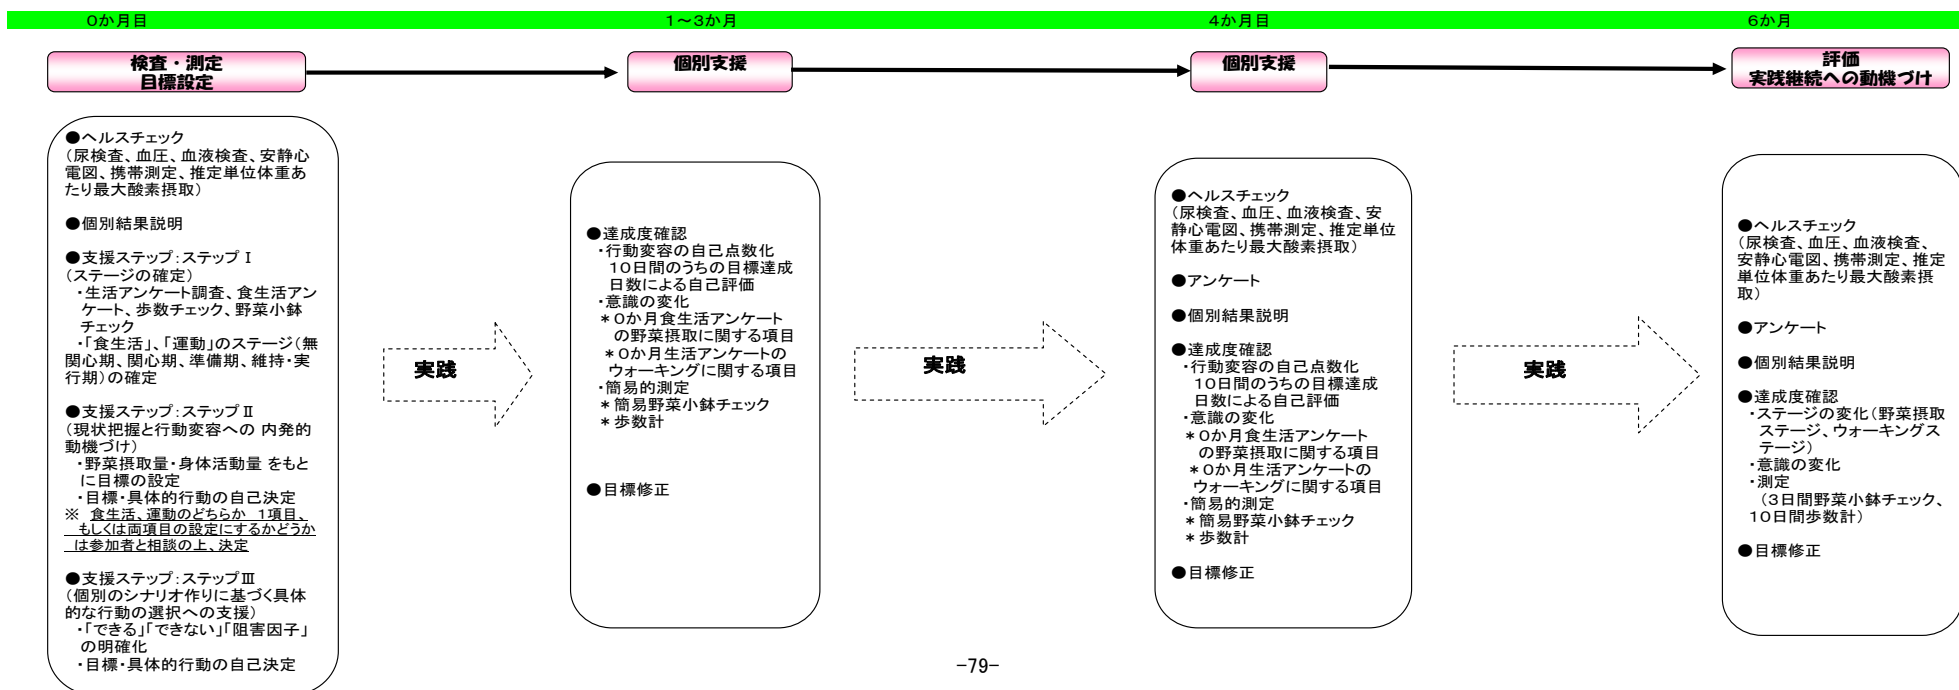 0か月目
1～3か月
4か月目
6か月
検査・測定
目標設定
個別支援
個別支援
評価
実践継続への動機づけ
●ヘルスチェック
（尿検査、血圧、血液検査、安静心
電図、携帯測定、推定単位体重あ
たり最大酸素摂取）
●個別結果説明
●支援ステップ：ステップⅠ
（ステージの確定）
・生活アンケート調査、食生活アン
ケート、歩数チェック、野菜小鉢
チェック
・「食生活」、「運動」のステージ（無
関心期、関心期、準備期、維持・実
行期）の確定
●支援ステップ：ステップⅡ
（現状把握と行動変容への 内発的
動機づけ）
・野菜摂取量・身体活動量 をもと
に目標の設定
・目標・具体的行動の自己決定
※ 食生活、運動のどちらか 1項目、
もしくは両項目の設定にするかどうか
は参加者と相談の上、決定
●支援ステップ：ステップⅢ
（個別のシナリオ作りに基づく具体
的な行動の選択への支援）
・「できる」「できない」「阻害因子」
の明確化
・目標・具体的行動の自己決定
実践
●達成度確認
・行動変容の自己点数化
10日間のうちの目標達成
日数による自己評価
・意識の変化
＊0か月食生活アンケート
の野菜摂取に関する項目
＊0か月生活アンケートの
ウォーキングに関する項目
・簡易的測定
＊簡易野菜小鉢チェック
＊歩数計
●目標修正
実践
●ヘルスチェック
（尿検査、血圧、血液検査、安
静心電図、携帯測定、推定単位
体重あたり最大酸素摂取）
●アンケート
●個別結果説明
●達成度確認
・行動変容の自己点数化
10日間のうちの目標達成
日数による自己評価
・意識の変化
＊0か月食生活アンケート
の野菜摂取に関する項目
＊0か月生活アンケートの
ウォーキングに関する項目
・簡易的測定
＊簡易野菜小鉢チェック
＊歩数計
●目標修正
実践
●ヘルスチェック
（尿検査、血圧、血液検査、
安静心電図、携帯測定、推定
単位体重あたり最大酸素摂
取）
●アンケート
●個別結果説明
●達成度確認
・ステージの変化（野菜摂取
ステージ、ウォーキングス
テージ）
・意識の変化
・測定
（3日間野菜小鉢チェック、
10日間歩数計）
●目標修正
－79－